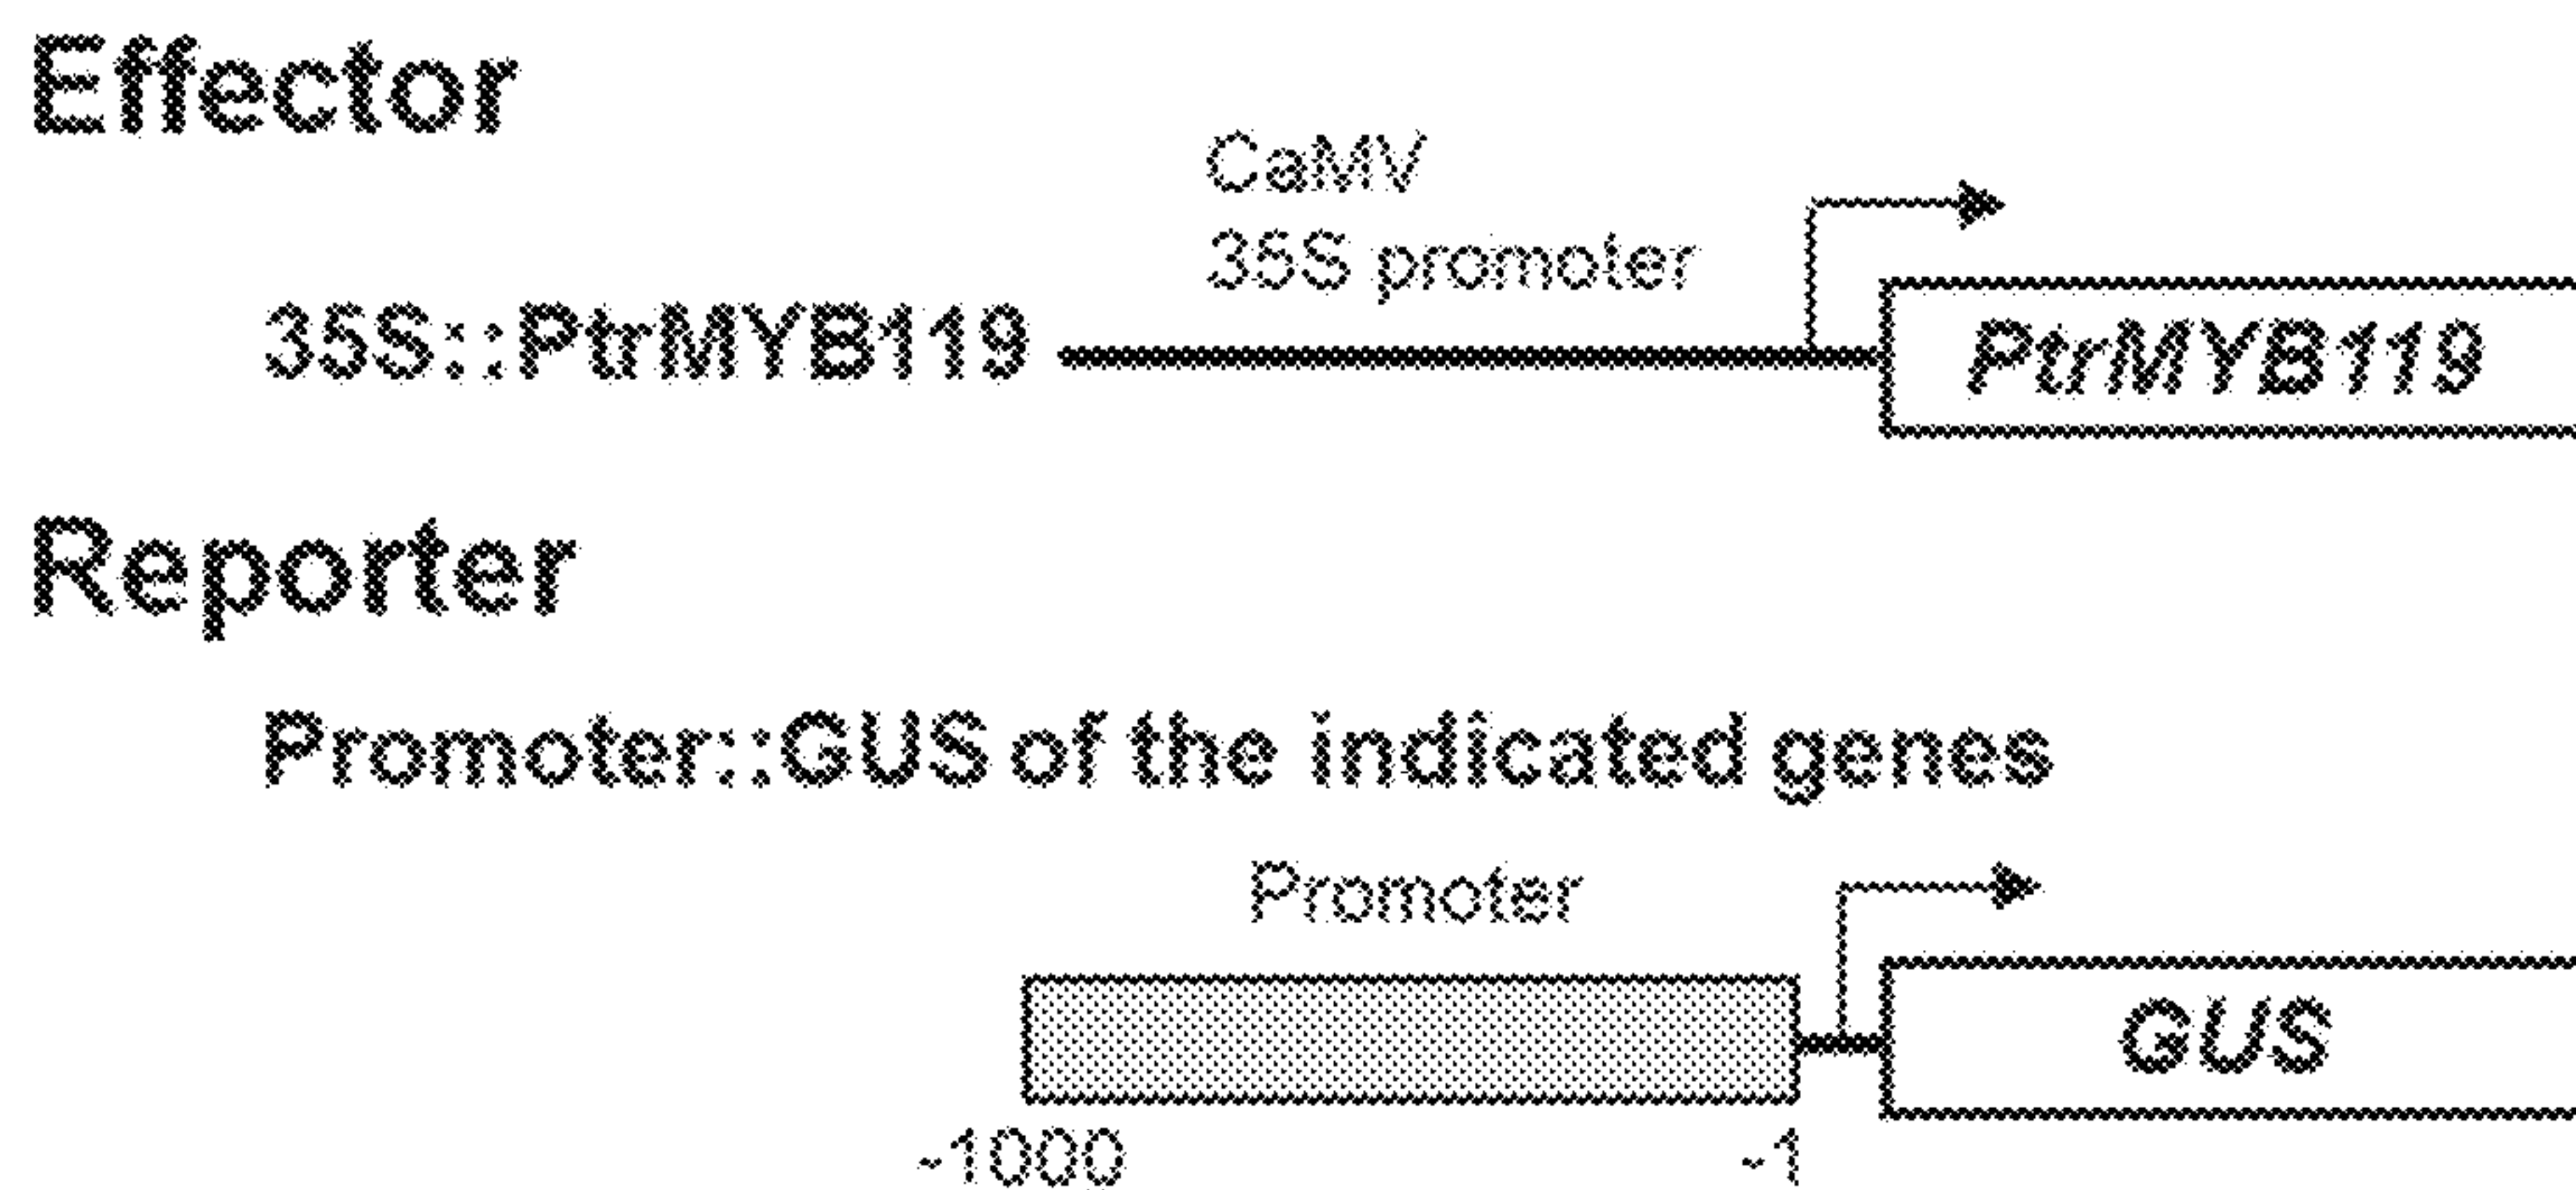 Effector
CaMV
35S promoter
35S::PtrMYB119
PtrMYB119
Reporter
Promoter::GUS of the indicated genes
Promoter
GUS
-1000
-1